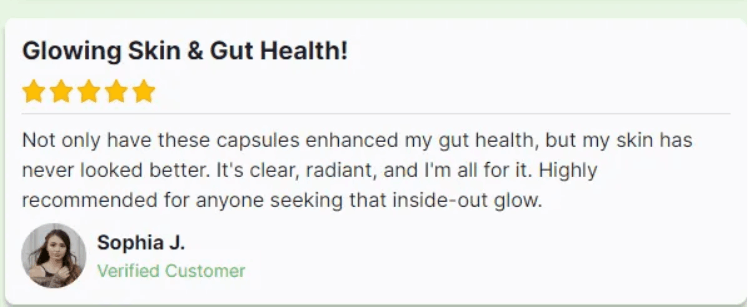 Glowing Skin & Gut Health!
Not only have these capsules enhanced my gut health, but my skin has
never looked better. It's clear, radiant, and I'm all for it. Highly
recommended for anyone seeking that inside-out glow.
Sophia J.
Verified Customer